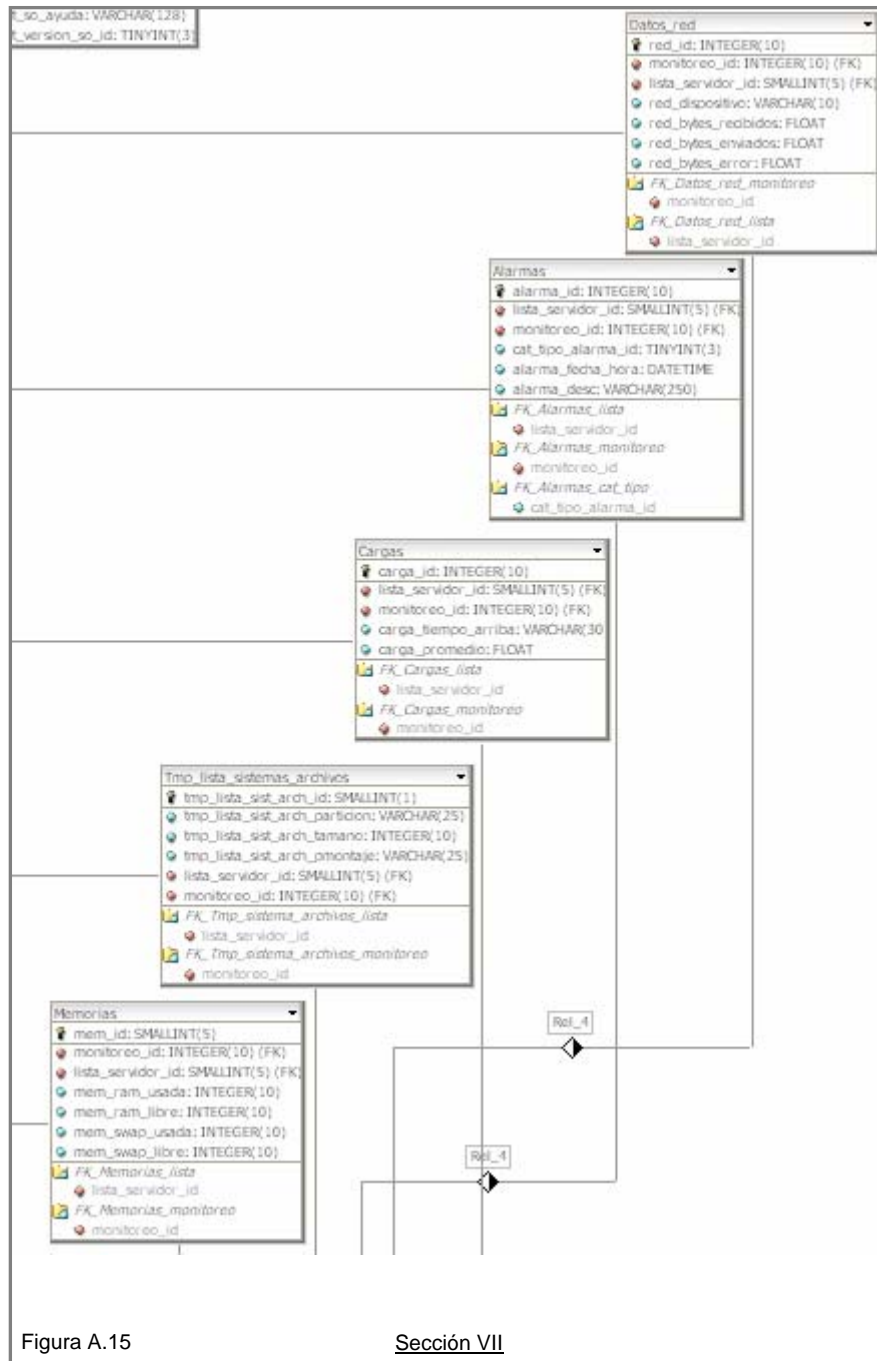 t_so_ayuda: VARCHAR(128)
t_version_so_id: TINYINT(3)
Datos_red
red_id: INTEGER(10)
monitoreo_id: INTEGER(10) (FK)
lista_servidor_id: SMALLINT(5) (FK)
red_dispositivo: VARCHAR(10)
red_bytes_recibidos: FLOAT
red_bytes_enviados: FLOAT
red_bytes_error: FLOAT
FK_Datos_red_monitoreo
monitoreo_id
FK_Datos_red_lista
lista_servidor_id
Alarmas
alarma_id: INTEGER(10)
lista_servidor_id: SMALLINT(5) (FK)
monitoreo_id: INTEGER(10) (FK)
cat_tipo_alarma_id: TINYINT(3)
alarma_fecha_hora: DATETIME
alarma_desc: VARCHAR(250)
FK_Alarmas_lista
lista_servidor_id
FK_Alarmas_monitoreo
monitoreo_id
FK_Alarmas_cat_tipo
cat_tipo_alarma_id
Cargas
carga_id: INTEGER(10)
lista_servidor_id: SMALLINT(5) (FK)
monitoreo_id: INTEGER(10) (FK)
carga_tiempo_arriba: VARCHAR(30
carga_promedio: FLOAT
FK_Cargas_lista
lista_servidor_id
FK_Cargas_monitoreo
monitoreo_id
Tmp_lista_sistemas_archivos
tmp_lista_sist_arch_id: SMALLINT(1)
tmp_lista_sist_arch_particion: VARCHAR(25)
tmp_lista_sist_arch_tamano: INTEGER(10)
tmp_lista_sist_arch_pmontaje: VARCHAR(25)
lista_servidor_id: SMALLINT(5) (FK)
monitoreo_id: INTEGER(10) (FK)
FK_Tmp_sistema_archivos_lista
lista_servidor_id
FK_Tmp_sistema_archivos_monitoreo
monitoreo_id
Memorias
mem_id: SMALLINT(5)
monitoreo_id: INTEGER(10) (FK)
lista_servidor_id: SMALLINT(5) (FK)
mem_ram_usada: INTEGER(10)
mem_ram_libre: INTEGER(10)
mem_swap_usada: INTEGER(10)
mem_swap_libre: INTEGER(10)
FK_Memorias_lista
lista_servidor_id
FK_Memorias_monitoreo
monitoreo_id
Rel_4
Rel_4
Figura A.15
Sección VII